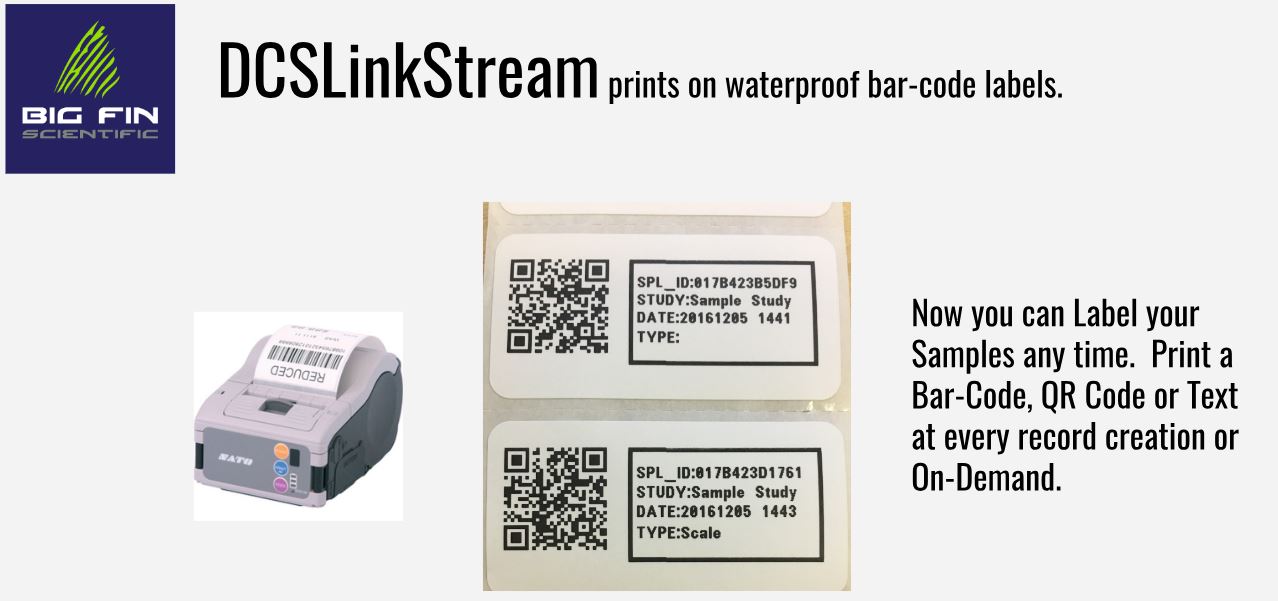 BIG FIN
SCIENTIFIC
DCSLinkStream prints on waterproof bar-code labels.
REDUCED
SATO
SPL_ID:017B423B5DF9
STUDY:Sample Study
DATE:20161205 1441
TYPE:
SPL_ID:017B423D1761
STUDY:Sample Study
DATE:20161205 1443
TYPE:Scale
Now you can Label your
Samples any time. Print a
Bar-Code, QR Code or Text
at every record creation or
On-Demand.